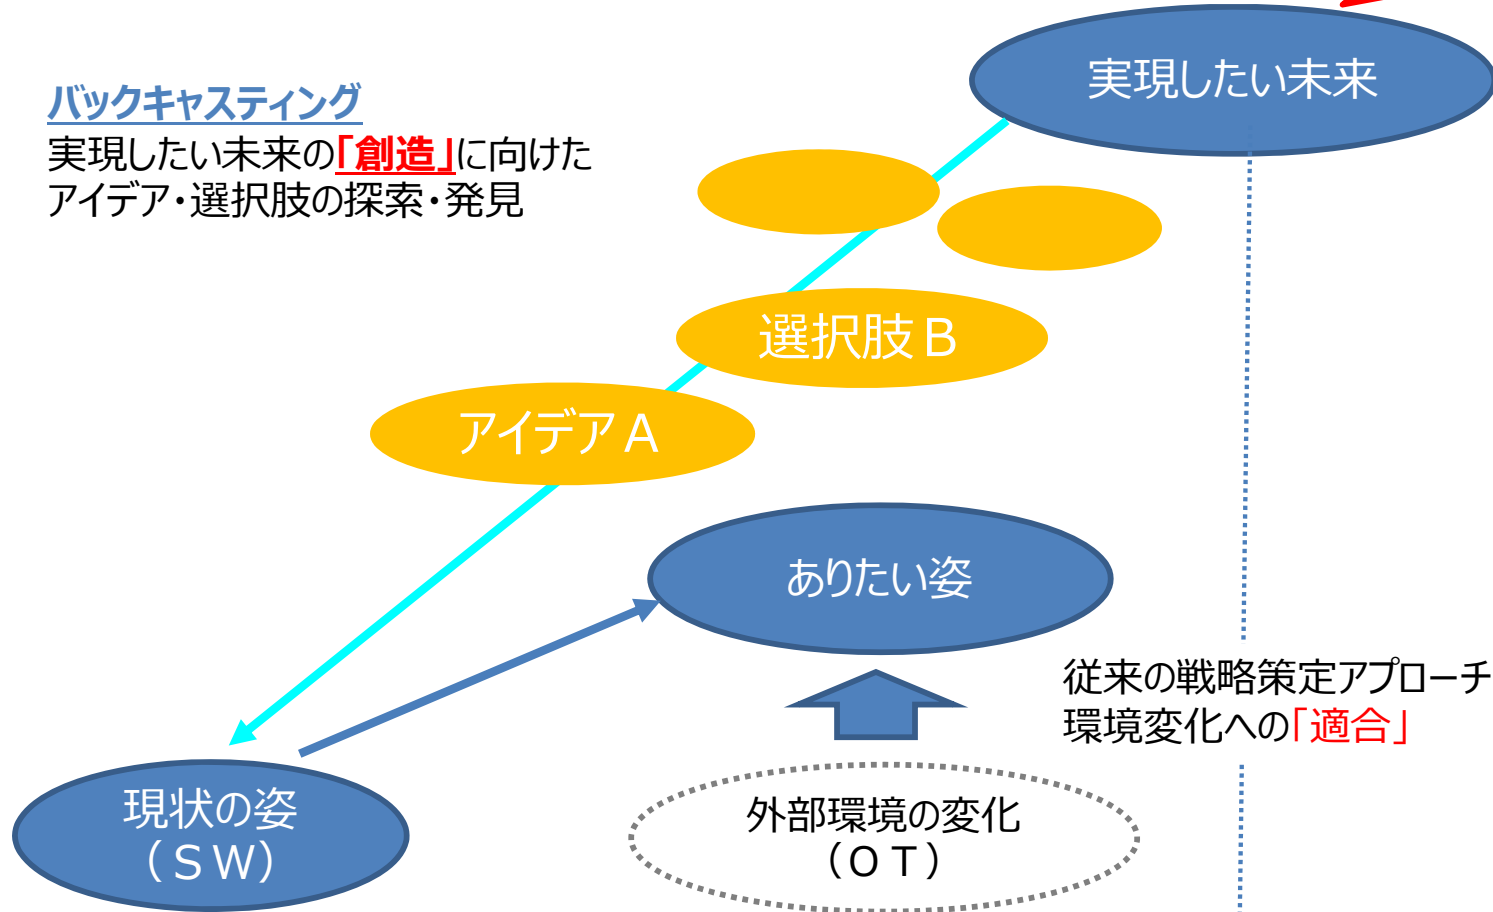 実現したい未来
バックキャスティング
実現したい未来の「創造」に向けた
アイデア・選択肢の探索・発見
選択肢Ｂ
アイデアＡ
ありたい姿
従来の戦略策定アプローチ
環境変化への「適合」
現状の姿
（ＳＷ）
外部環境の変化
（ＯＴ）